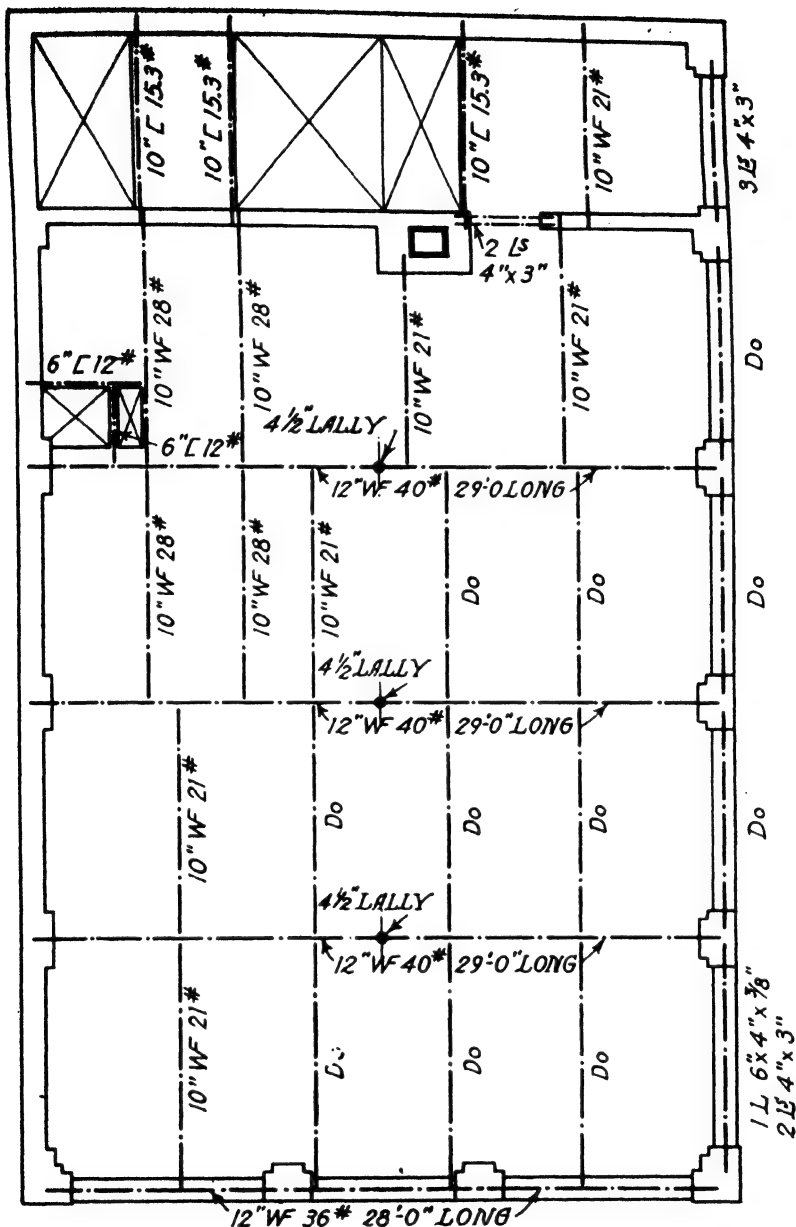 10"[ 15.3#
10"[ 15.3#
10"[ 15.3#
10"WF 21#
3 Ls 4"x3"
2 Ls
4"x3"
10"WF 28#
10"WF 28#
10"WF 21#
10"WF 21#
Do
6"[ 12#
6"[ 12#
4½"LALLY
12"WF 40# 29'-0 LONG
10"WF 28#
10"WF 28#
10"WF 21#
Do
Do
Do
4½"LALLY
12"WF 40# 29'-0" LONG
10"WF 21#
Do
Do
Do
Do
4½"LALLY
12"WF 40# 29'-0" LONG
10"WF 21#
Do
Do
Do
1 L 6"x4"x⅜"
2 Ls 4"x3"
12"WF 36# 28'-0" LONG